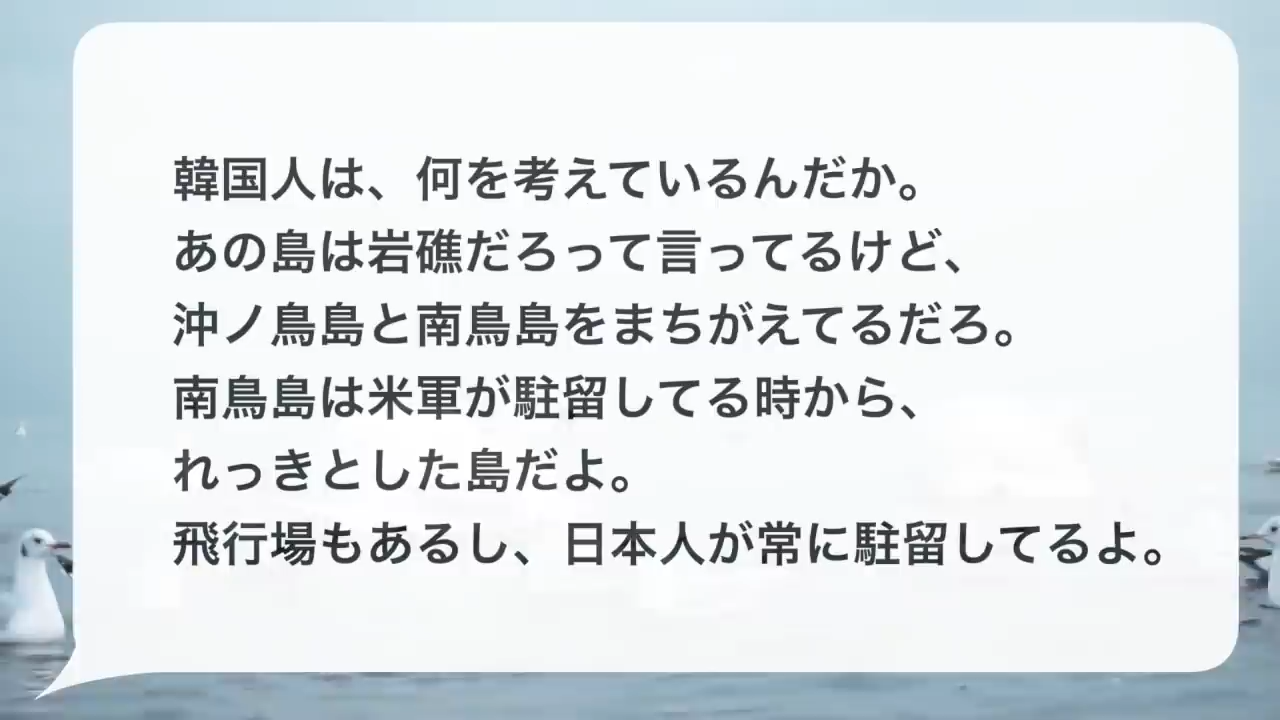 韓国人は、何を考えているんだか。
あの島は岩礁だろって言ってるけど、
沖ノ鳥島と南鳥島をまちがえてるだろ。
南鳥島は米軍が駐留してる時から、
れっきとした島だよ。
飛行場もあるし、日本人が常に駐留してるよ。